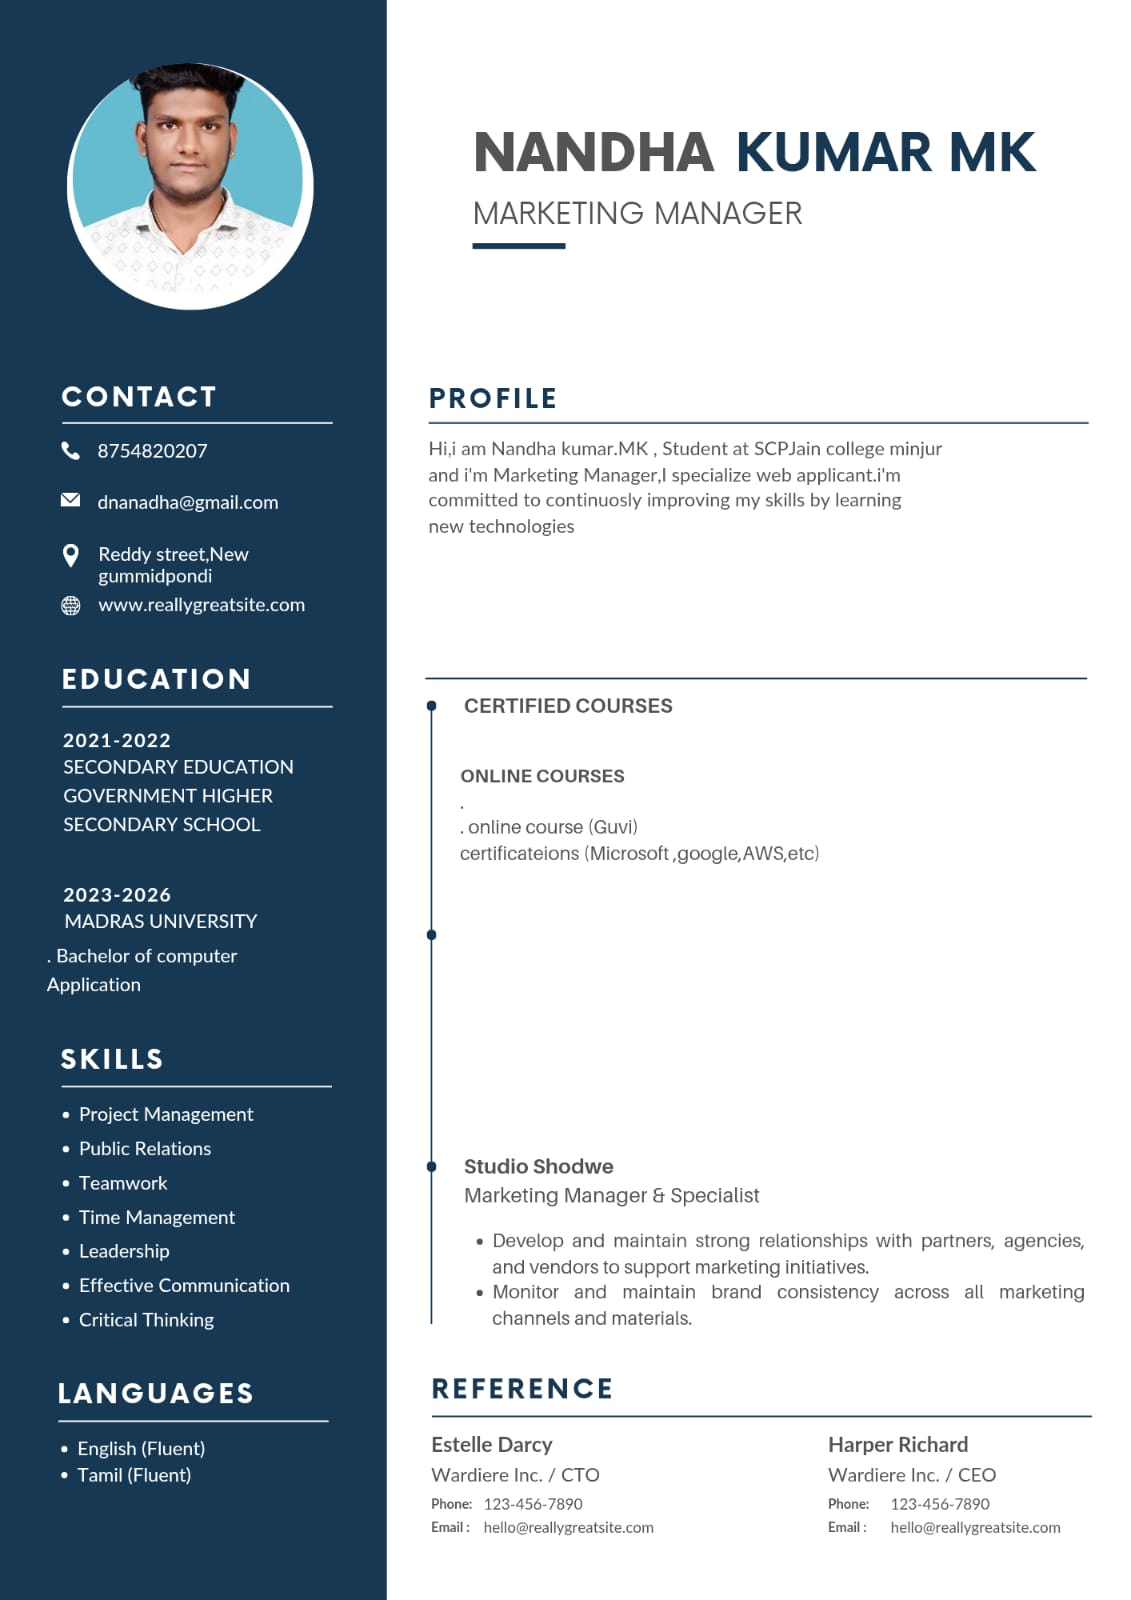 NANDHA KUMAR MK
MARKETING MANAGER
CONTACT
8754820207
dnanadha@gmail.com
Reddy street,New
gummidpondi
www.reallygreatsite.com
EDUCATION
2021-2022
SECONDARY EDUCATION
GOVERNMENT HIGHER
SECONDARY SCHOOL
2023-2026
MADRAS UNIVERSITY
. Bachelor of computer
Application
SKILLS
• Project Management
• Public Relations
• Teamwork
• Time Management
• Leadership
• Effective Communication
• Critical Thinking
LANGUAGES
• English (Fluent)
• Tamil (Fluent)
PROFILE
Hi,i am Nandha kumar.MK , Student at SCPJain college minjur
and i'm Marketing Manager,I specialize web applicant.i'm
committed to continuosly improving my skills by learning
new technologies
CERTIFIED COURSES
ONLINE COURSES
.
. online course (Guvi)
certificateions (Microsoft ,google,AWS,etc)
Studio Shodwe
Marketing Manager & Specialist
• Develop and maintain strong relationships with partners, agencies,
and vendors to support marketing initiatives.
• Monitor and maintain brand consistency across all marketing
channels and materials.
REFERENCE
Estelle Darcy
Wardiere Inc. / CTO
Phone: 123-456-7890
Email : hello@reallygreatsite.com
Harper Richard
Wardiere Inc. / CEO
Phone: 123-456-7890
Email : hello@reallygreatsite.com